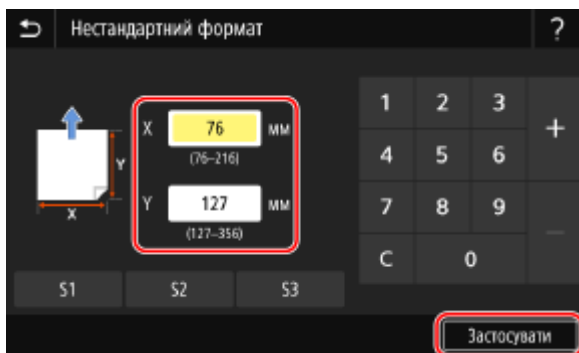 Нестандартний формат ?
X 76 мм
(76–216)
Y 127 мм
(127–356)
Y
X
1 2 3 +
4 5 6
7 8 9 –
C 0
S1 S2 S3
Застосувати